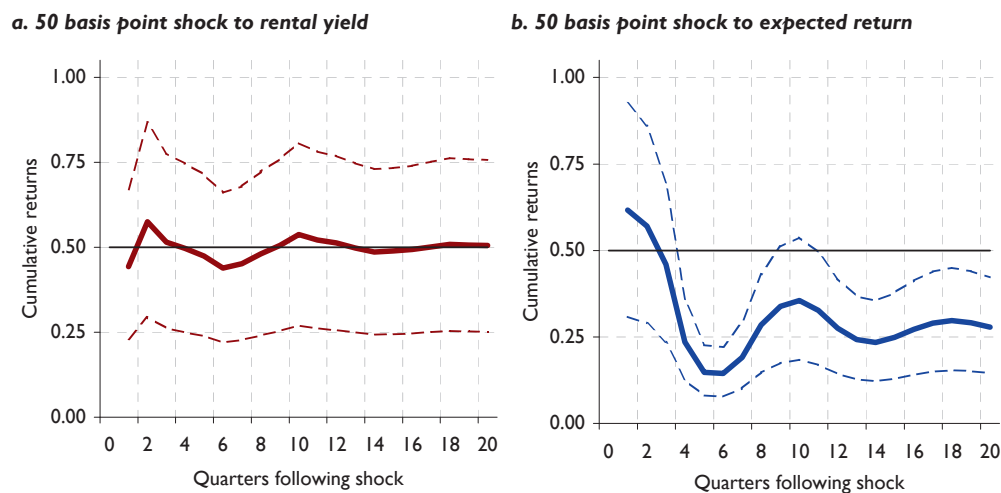 a. 50 basis point shock to rental yield
1.00
0.75
0.50
0.25
0.00
Cumulative returns
0 2 4 6 8 10 12 14 16 18 20
Quarters following shock
b. 50 basis point shock to expected return
1.00
0.75
0.50
0.25
0.00
Cumulative returns
0 2 4 6 8 10 12 14 16 18 20
Quarters following shock